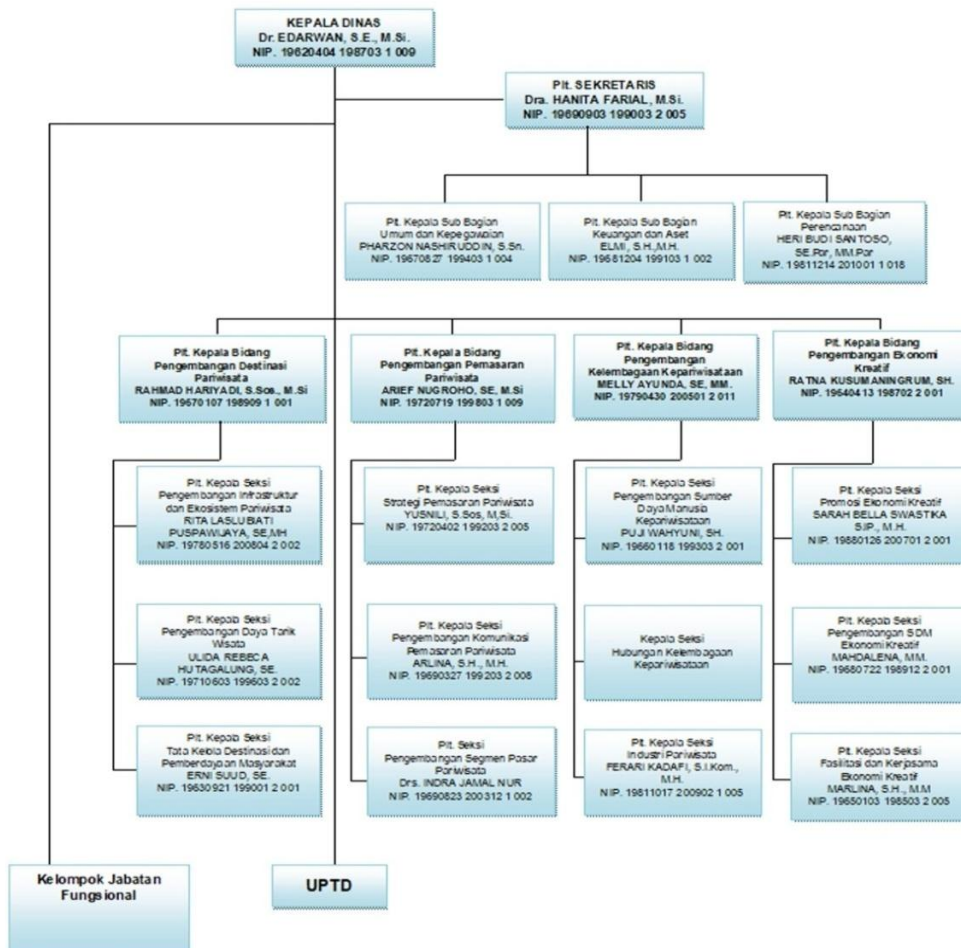 KEPALA DINAS
Dr. EDARWAN, S.E., M.Si.
NIP. 19620404 198703 1 009
Plt. SEKRETARIS
Dra. HANITA FARIAL, M.Si.
NIP. 19690903 199003 2 005
Plt. Kepala Sub Bagian
Umum dan Kepegawaian
PHARZON NASHIRUDDIN, S.Sn.
NIP. 19670827 199403 1 004
Plt. Kepala Sub Bagian
Keuangan dan Aset
ELMI, S.H.,M.H.
NIP. 19681204 199103 1 002
Plt. Kepala Sub Bagian
Perencanaan
HERI BUDI SANTOSO,
SE.Par, MM.Par
NIP. 19811214 201001 1 018
Plt. Kepala Bidang
Pengembangan Destinasi
Pariwisata
RAHMAD HARIYADI, S.Sos., M.Si
NIP. 19670107 198909 1 001
Plt. Kepala Bidang
Pengembangan Pemasaran
Pariwisata
ARIEF NUGROHO, SE, M.Si
NIP. 19720719 199803 1 009
Plt. Kepala Bidang
Pengembangan
Kelembagaan Kepariwisataan
MELLY AYUNDA, SE, MM.
NIP. 19790430 200501 2 011
Plt. Kepala Bidang
Pengembangan Ekonomi
Kreatif
RATNA KUSUMANINGRUM, SH.
NIP. 19640413 198702 2 001
Plt. Kepala Seksi
Pengembangan Infrastruktur
dan Ekosistem Pariwisata
RITA LASLUBIATI
PUSPAWIJAYA, SE,MH
NIP. 19780516 200804 2 002
Plt. Kepala Seksi
Strategi Pemasaran Pariwisata
YUSNILI, S.Sos, M,Si.
NIP. 19720402 199203 2 005
Plt. Kepala Seksi
Pengembangan Sumber
Daya Manusia
Kepariwisataan
PUJI WAHYUNI, SH.
NIP. 19660118 199303 2 001
Plt. Kepala Seksi
Promosi Ekonomi Kreatif
SARAH BELLA SWASTIKA
S.IP., M.H.
NIP. 19880126 200701 2 001
Plt. Kepala Seksi
Pengembangan Daya Tarik
Wisata
ULIDA REBECA
HUTAGALUNG, SE.
NIP. 19710603 199603 2 002
Plt. Kepala Seksi
Pengembangan Komunikasi
Pemasaran Pariwisata
ARLINA, S.H., M.H.
NIP. 19690327 199203 2 008
Kepala Seksi
Hubungan Kelembagaan
Kepariwisataan
Plt. Kepala Seksi
Pengembangan SDM
Ekonomi Kreatif
MAHDALENA, MM.
NIP. 19680722 198912 2 001
Plt. Kepala Seksi
Tata Kelola Destinasi dan
Pemberdayaan Masyarakat
ERNI SUUD, SE.
NIP. 19630921 199001 2 001
Plt. Seksi
Pengembangan Segmen Pasar
Pariwisata
Drs. INDRA JAMAL NUR
NIP. 19690823 200312 1 002
Plt. Kepala Seksi
Industri Pariwisata
FERARI KADAFI, S.I.Kom.,
M.H.
NIP. 19811017 200902 1 005
Plt. Kepala Seksi
Fasilitasi dan Kerjasama
Ekonomi Kreatif
MARLINA, S.H., M.M
NIP. 19650103 198503 2 005
Kelompok Jabatan
Fungsional
UPTD